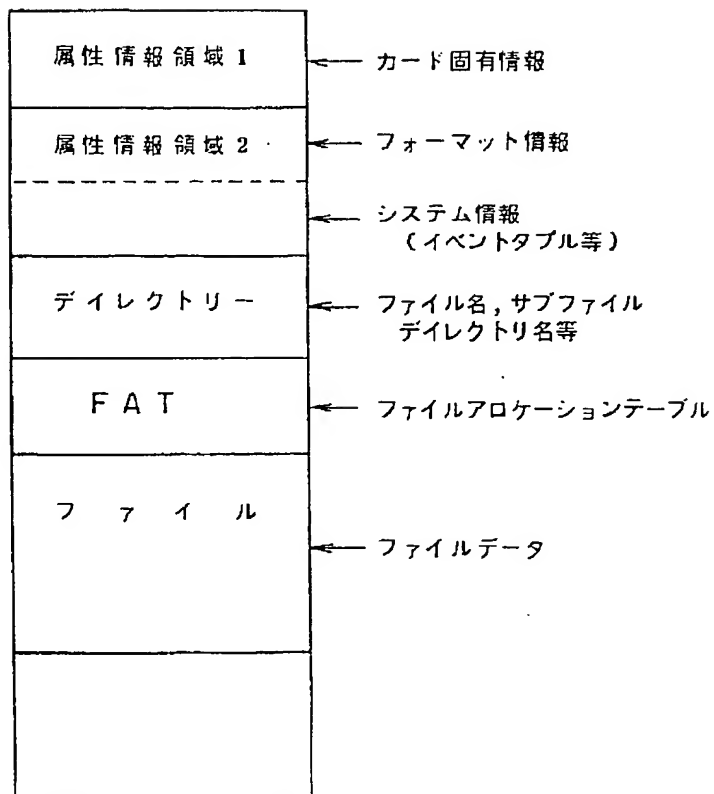 属性情報領域1
カード固有情報
属性情報領域2
フォーマット情報
システム情報
(イベントタブル等)
デイレクトリー
ファイル名,サブファイル
デイレクトリ名等
FAT
ファイルアロケーションテーブル
ファイル
ファイルデータ